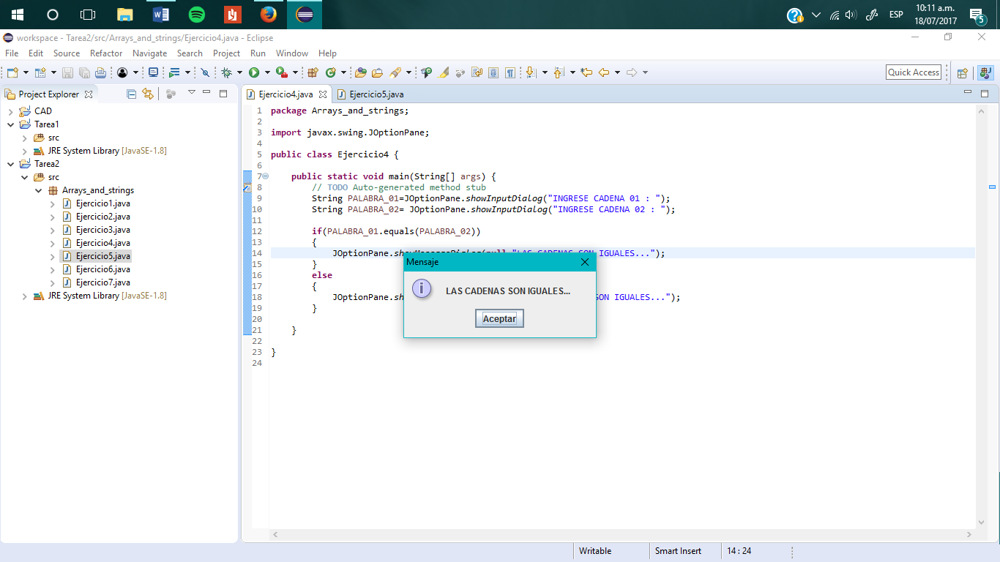 10:11 a.m.
ESP
18/07/2017
5
workspace - Tarea2/src/Arrays_and_strings/Ejercicio4.java - Eclipse
File Edit Source Refactor Navigate Search Project Run Window Help
Quick Access
Project Explorer
Ejercicio4.java
Ejercicio5.java
CAD
Tarea1
src
JRE System Library [JavaSE-1.8]
Tarea2
src
Arrays_and_strings
Ejercicio1.java
Ejercicio2.java
Ejercicio3.java
Ejercicio4.java
Ejercicio5.java
Ejercicio6.java
Ejercicio7.java
JRE System Library [JavaSE-1.8]
1 package Arrays_and_strings;
2
3 import javax.swing.JOptionPane;
4
5 public class Ejercicio4 {
6
7 public static void main(String[] args) {
8 // TODO Auto-generated method stub
9 String PALABRA_01=JOptionPane.showInputDialog("INGRESE CADENA 01 : ");
10 String PALABRA_02= JOptionPane.showInputDialog("INGRESE CADENA 02 : ");
11
12 if(PALABRA_01.equals(PALABRA_02))
13 {
14 JOptionPane.showMessageDialog(null,"LAS CADENAS SON IGUALES...");
15 }
16 else
17 {
18 JOptionPane.sh SON IGUALES...");
19 }
20
21 }
22
23 }
24
Mensaje
LAS CADENAS SON IGUALES...
Aceptar
Writable
Smart Insert
14 : 24